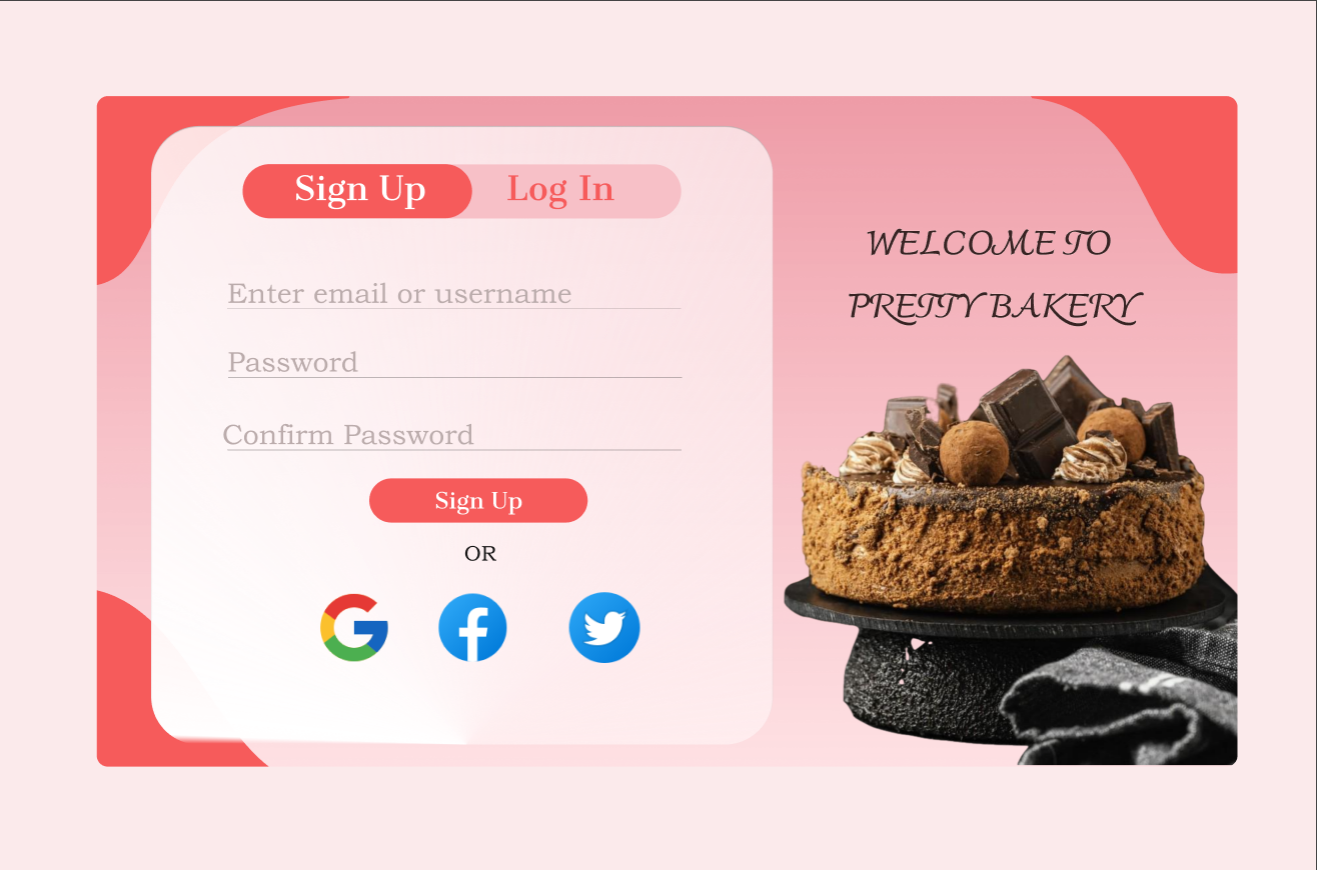 Sign Up
Log In
Enter email or username
Password
Confirm Password
Sign Up
OR
WELCOME TO
PRETTY BAKERY